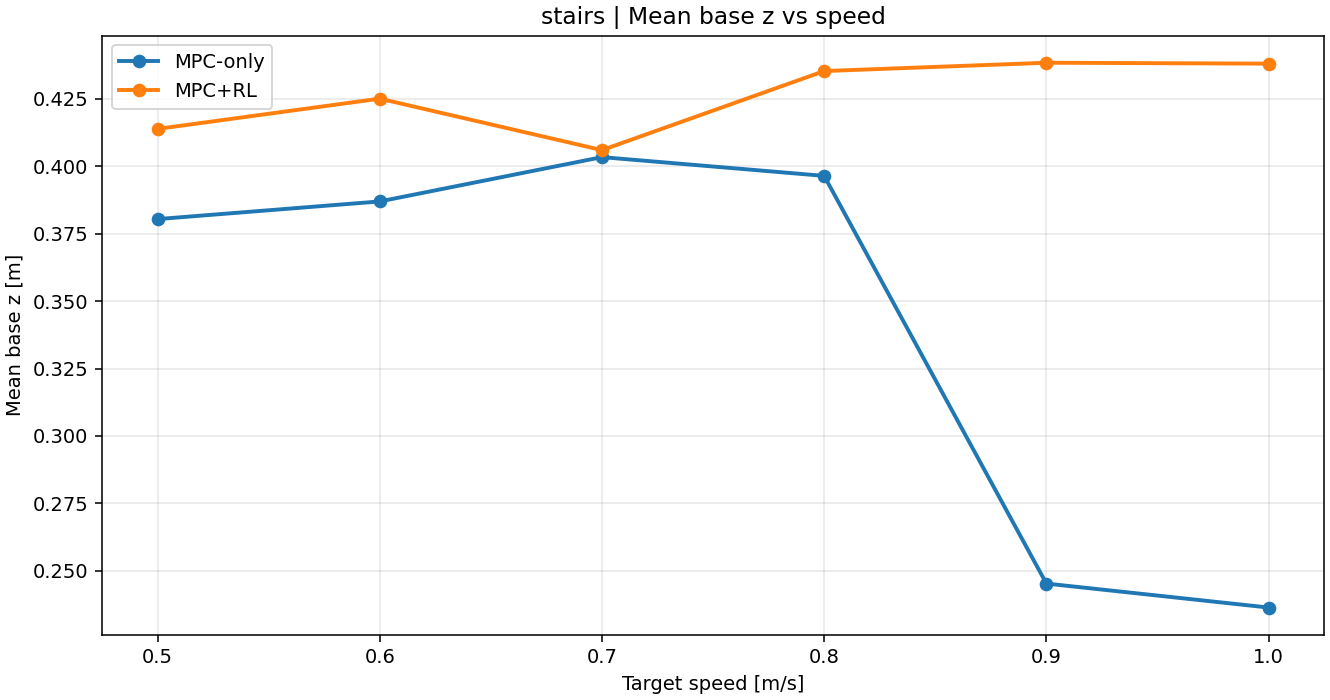 stairs | Mean base z vs speed
MPC-only
MPC+RL
Mean base z [m]
0.425
0.400
0.375
0.350
0.325
0.300
0.275
0.250
0.5 0.6 0.7 0.8 0.9 1.0
Target speed [m/s]